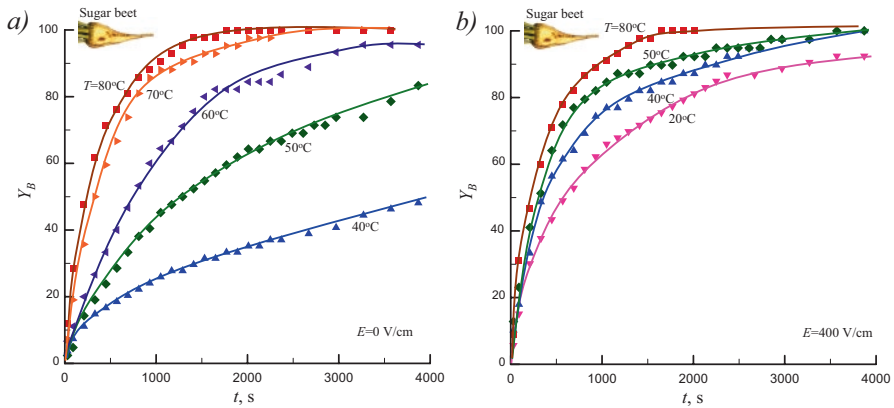 a)
Sugar beet
100
80
60
40
20
0
Y_B
T=80°C
70°C
60°C
50°C
40°C
E=0 V/cm
0
1000
2000
3000
4000
t, s
b)
Sugar beet
100
80
60
40
20
0
Y_B
T=80°C
50°C
40°C
20°C
E=400 V/cm
0
1000
2000
3000
4000
t, s